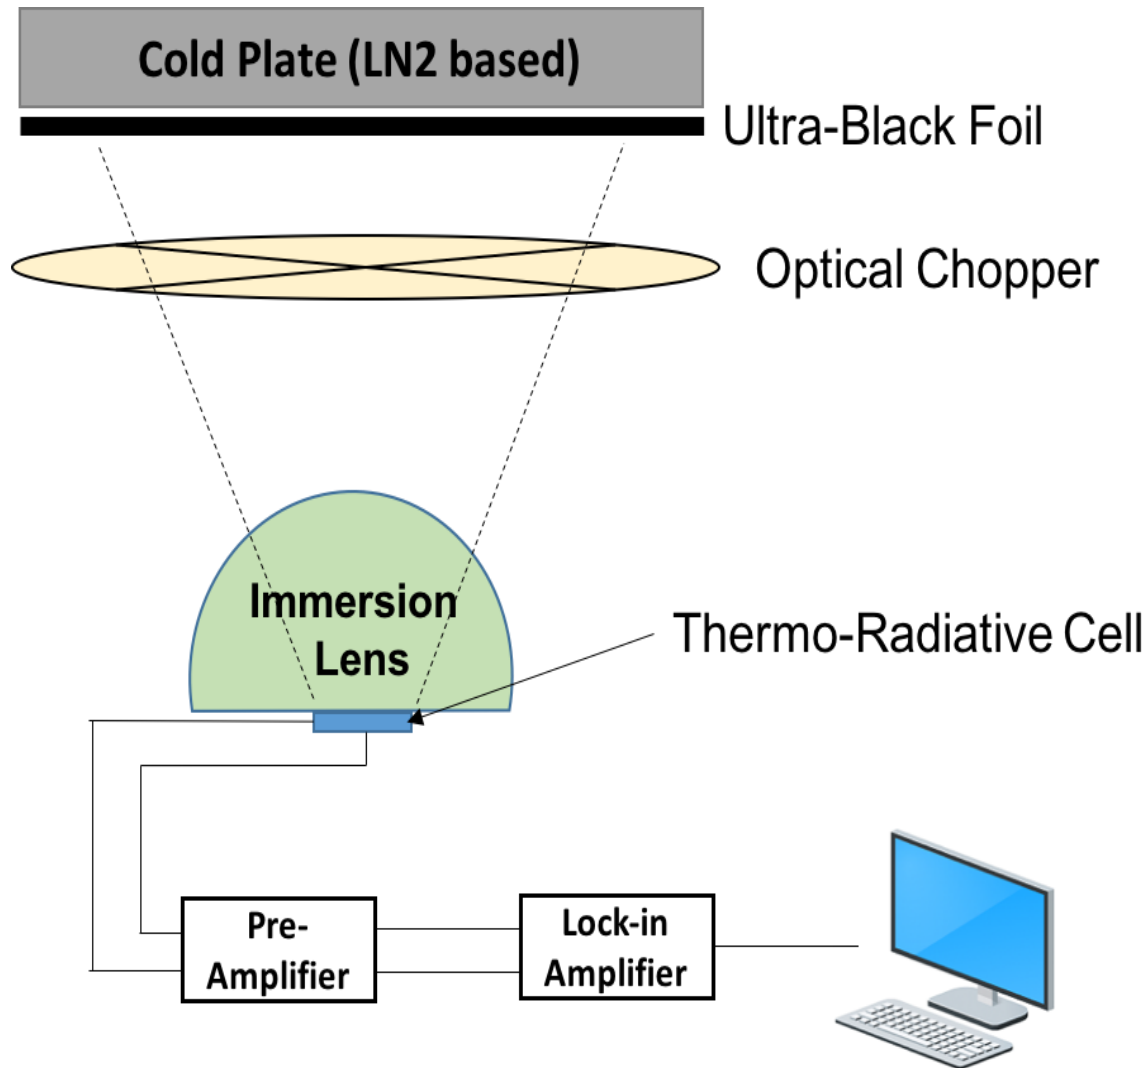 Cold Plate (LN2 based)
Ultra-Black Foil
Optical Chopper
Immersion
Lens
Thermo-Radiative Cell
Pre-
Amplifier
Lock-in
Amplifier